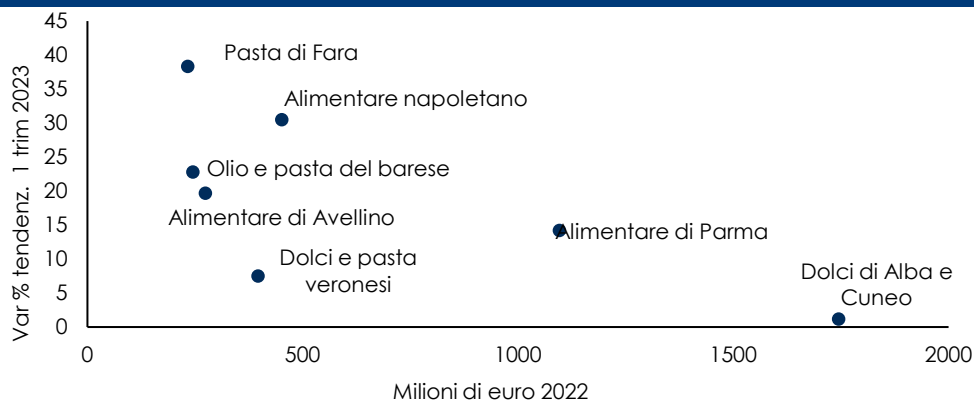 45
40
35
30
25
20
15
10
5
0
Var % tendenz. 1 trim 2023
Pasta di Fara
Alimentare napoletano
Olio e pasta del barese
Alimentare di Avellino
Alimentare di Parma
Dolci e pasta
veronesi
Dolci di Alba e
Cuneo
0
500
1000
1500
2000
Milioni di euro 2022